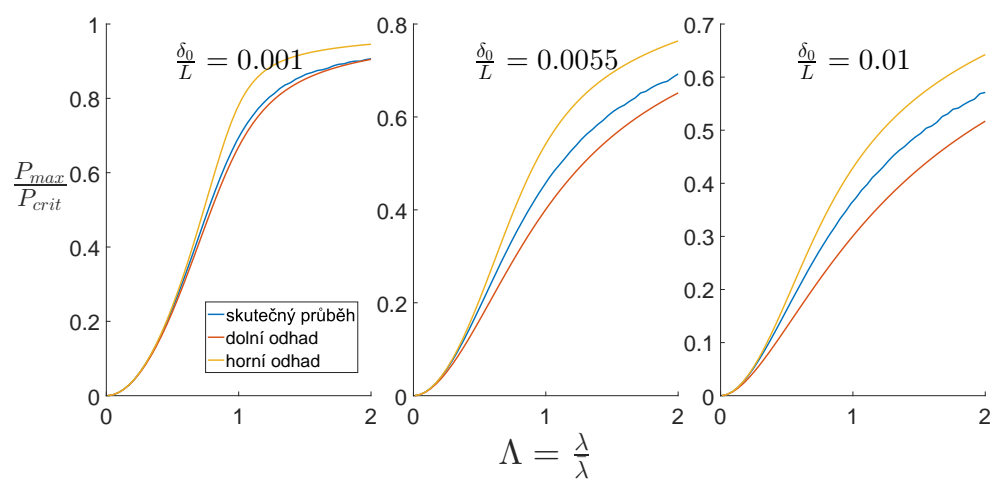 δ₀/L = 0.001
δ₀/L = 0.0055
δ₀/L = 0.01
P_max/P_crit
1
0.8
0.6
0.4
0.2
0
0 1 2
0.8
0.6
0.4
0.2
0
0 1 2
0.7
0.6
0.5
0.4
0.3
0.2
0.1
0
0 1 2
skutečný průběh
dolní odhad
horní odhad
Λ = λ/λ̄